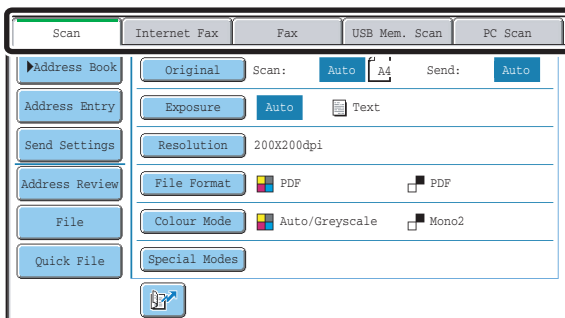 Scan Internet Fax Fax USB Mem. Scan PC Scan
Address Book Original Scan: Auto A4 Send: Auto
Address Entry Exposure Auto Text
Send Settings Resolution 200X200dpi
Address Review File Format PDF PDF
File Colour Mode Auto/Greyscale Mono2
Quick File Special Modes